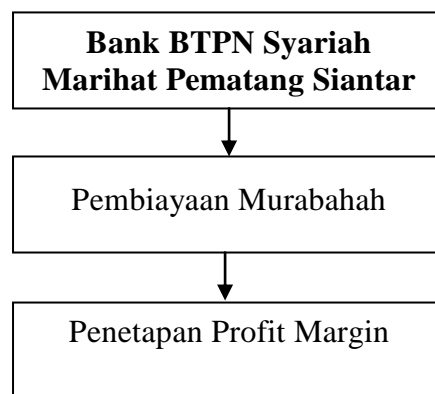 Bank BTPN Syariah
Marihat Pematang Siantar
Pembiayaan Murabahah
Penetapan Profit Margin